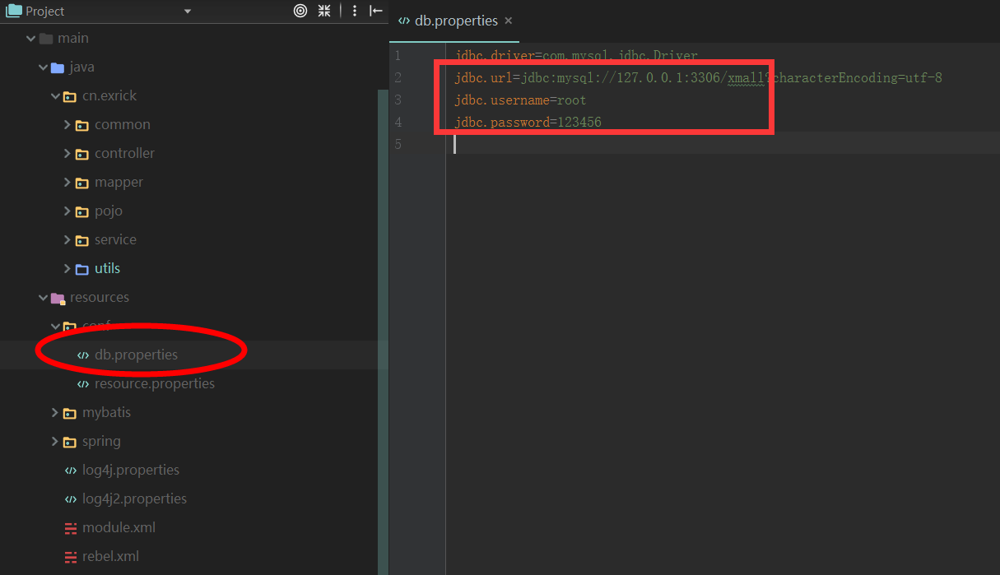 Project
main
java
cn.exrick
common
controller
mapper
pojo
service
utils
resources
conf
db.properties
resource.properties
mybatis
spring
log4j.properties
log4j2.properties
module.xml
rebel.xml
db.properties
1 jdbc.driver=com.mysql.jdbc.Driver
2 jdbc.url=jdbc:mysql://127.0.0.1:3306/xmall?characterEncoding=utf-8
3 jdbc.username=root
4 jdbc.password=123456
5